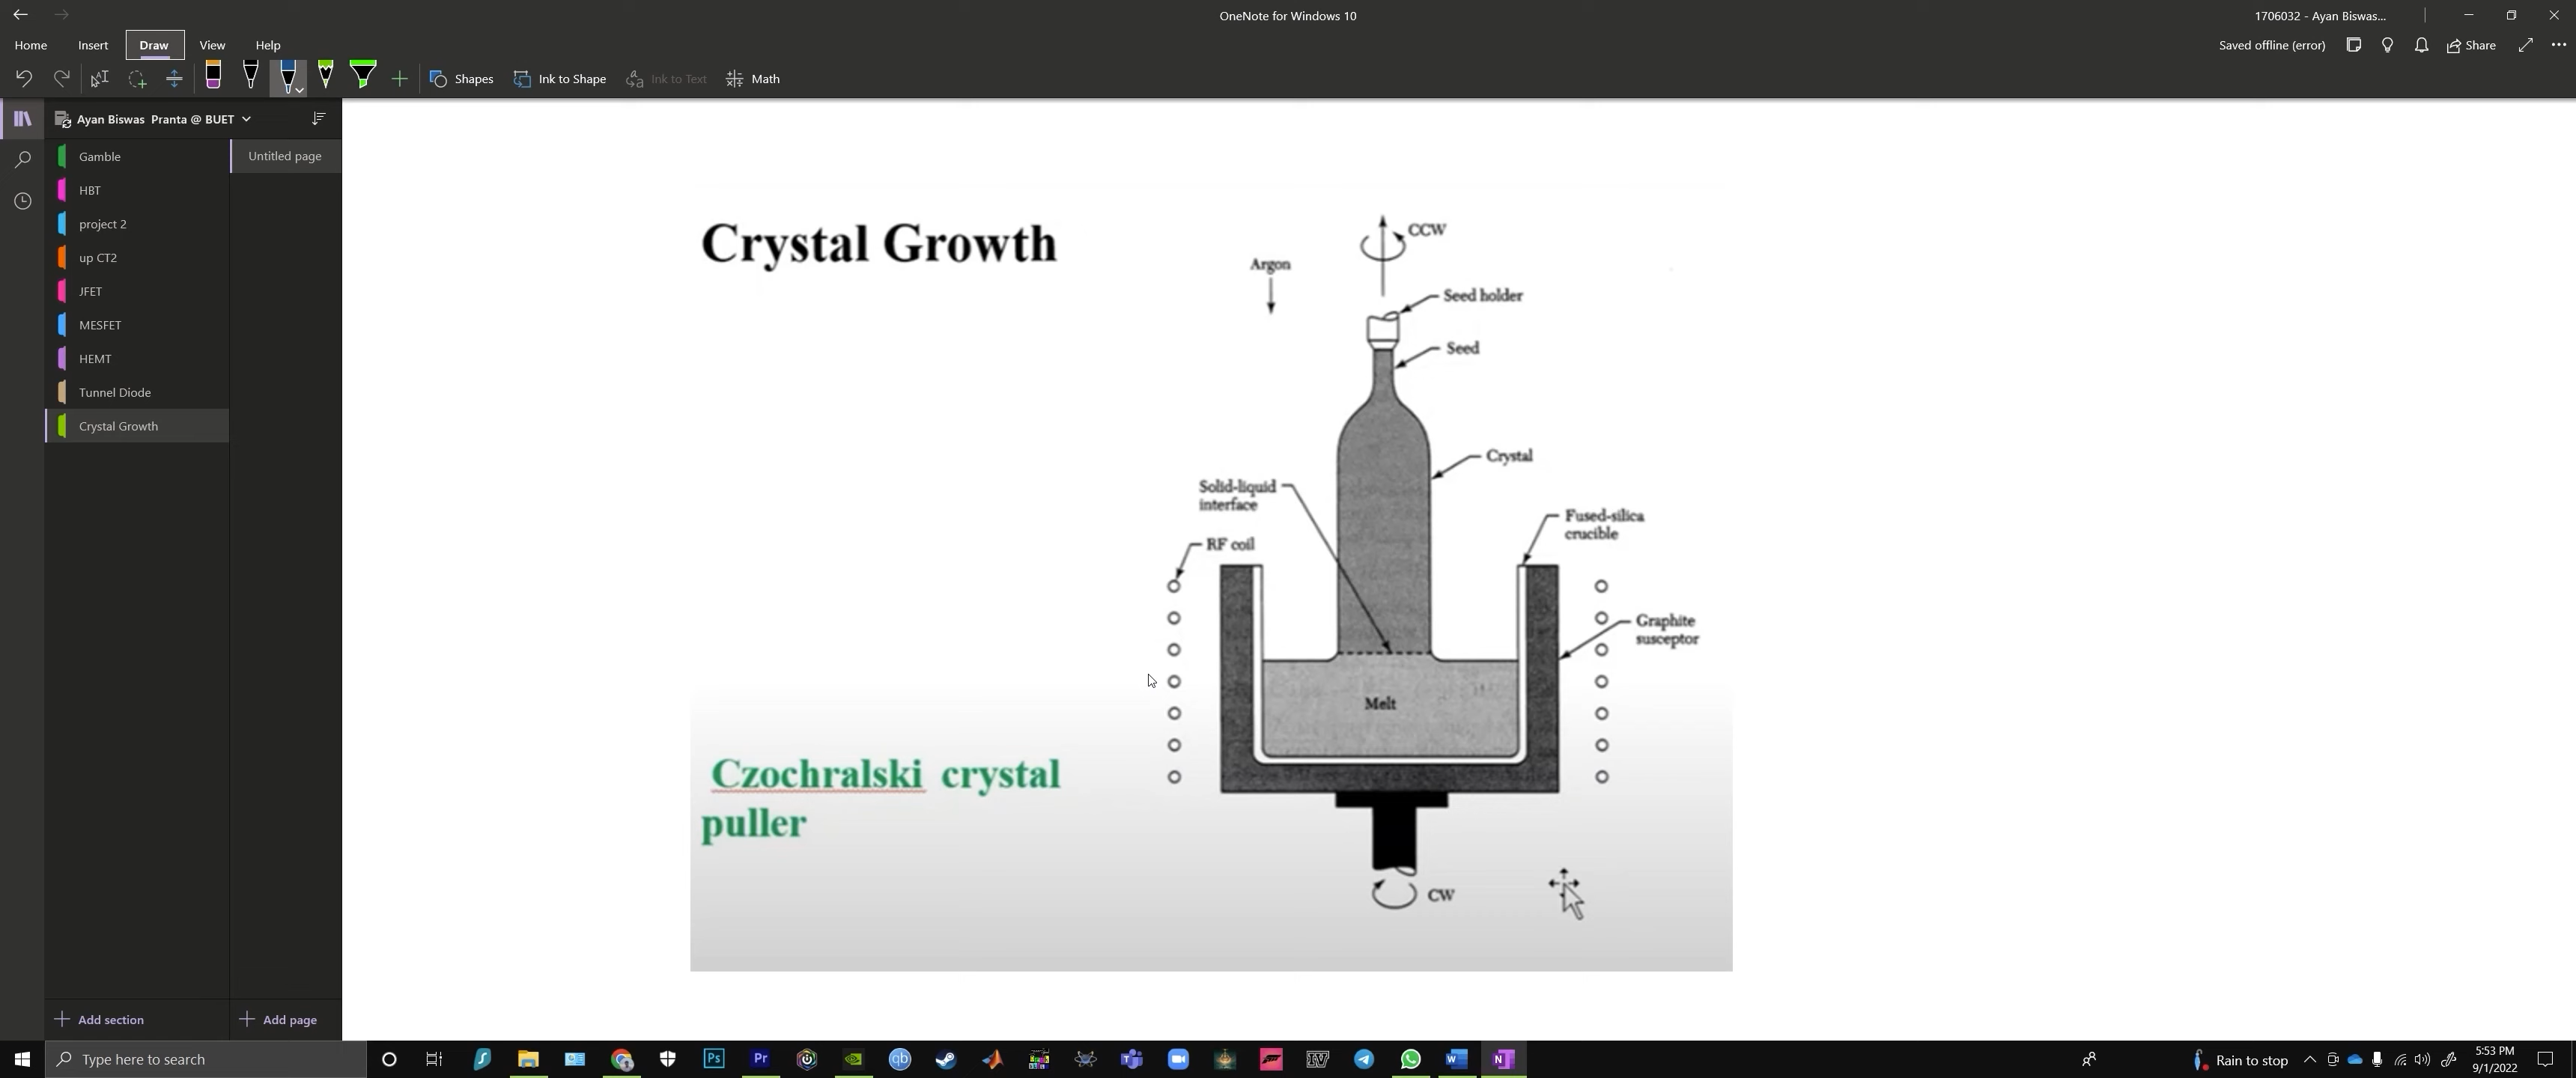 OneNote for Windows 10
1706032 - Ayan Biswas...
Home Insert Draw View Help
Saved offline (error)
Share
Shapes Ink to Shape Ink to Text Math
Ayan Biswas Pranta @ BUET
Gamble
HBT
project 2
up CT2
JFET
MESFET
HEMT
Tunnel Diode
Crystal Growth
Untitled page
Add section
Add page
Crystal Growth
CCW
Argon
Seed holder
Seed
Crystal
Solid-liquid
interface
Fused-silica
crucible
RF coil
Graphite
susceptor
Melt
Czochralski crystal
puller
CW
Type here to search
Ps
Pr
qb
IV
Rain to stop
5:53 PM
9/1/2022